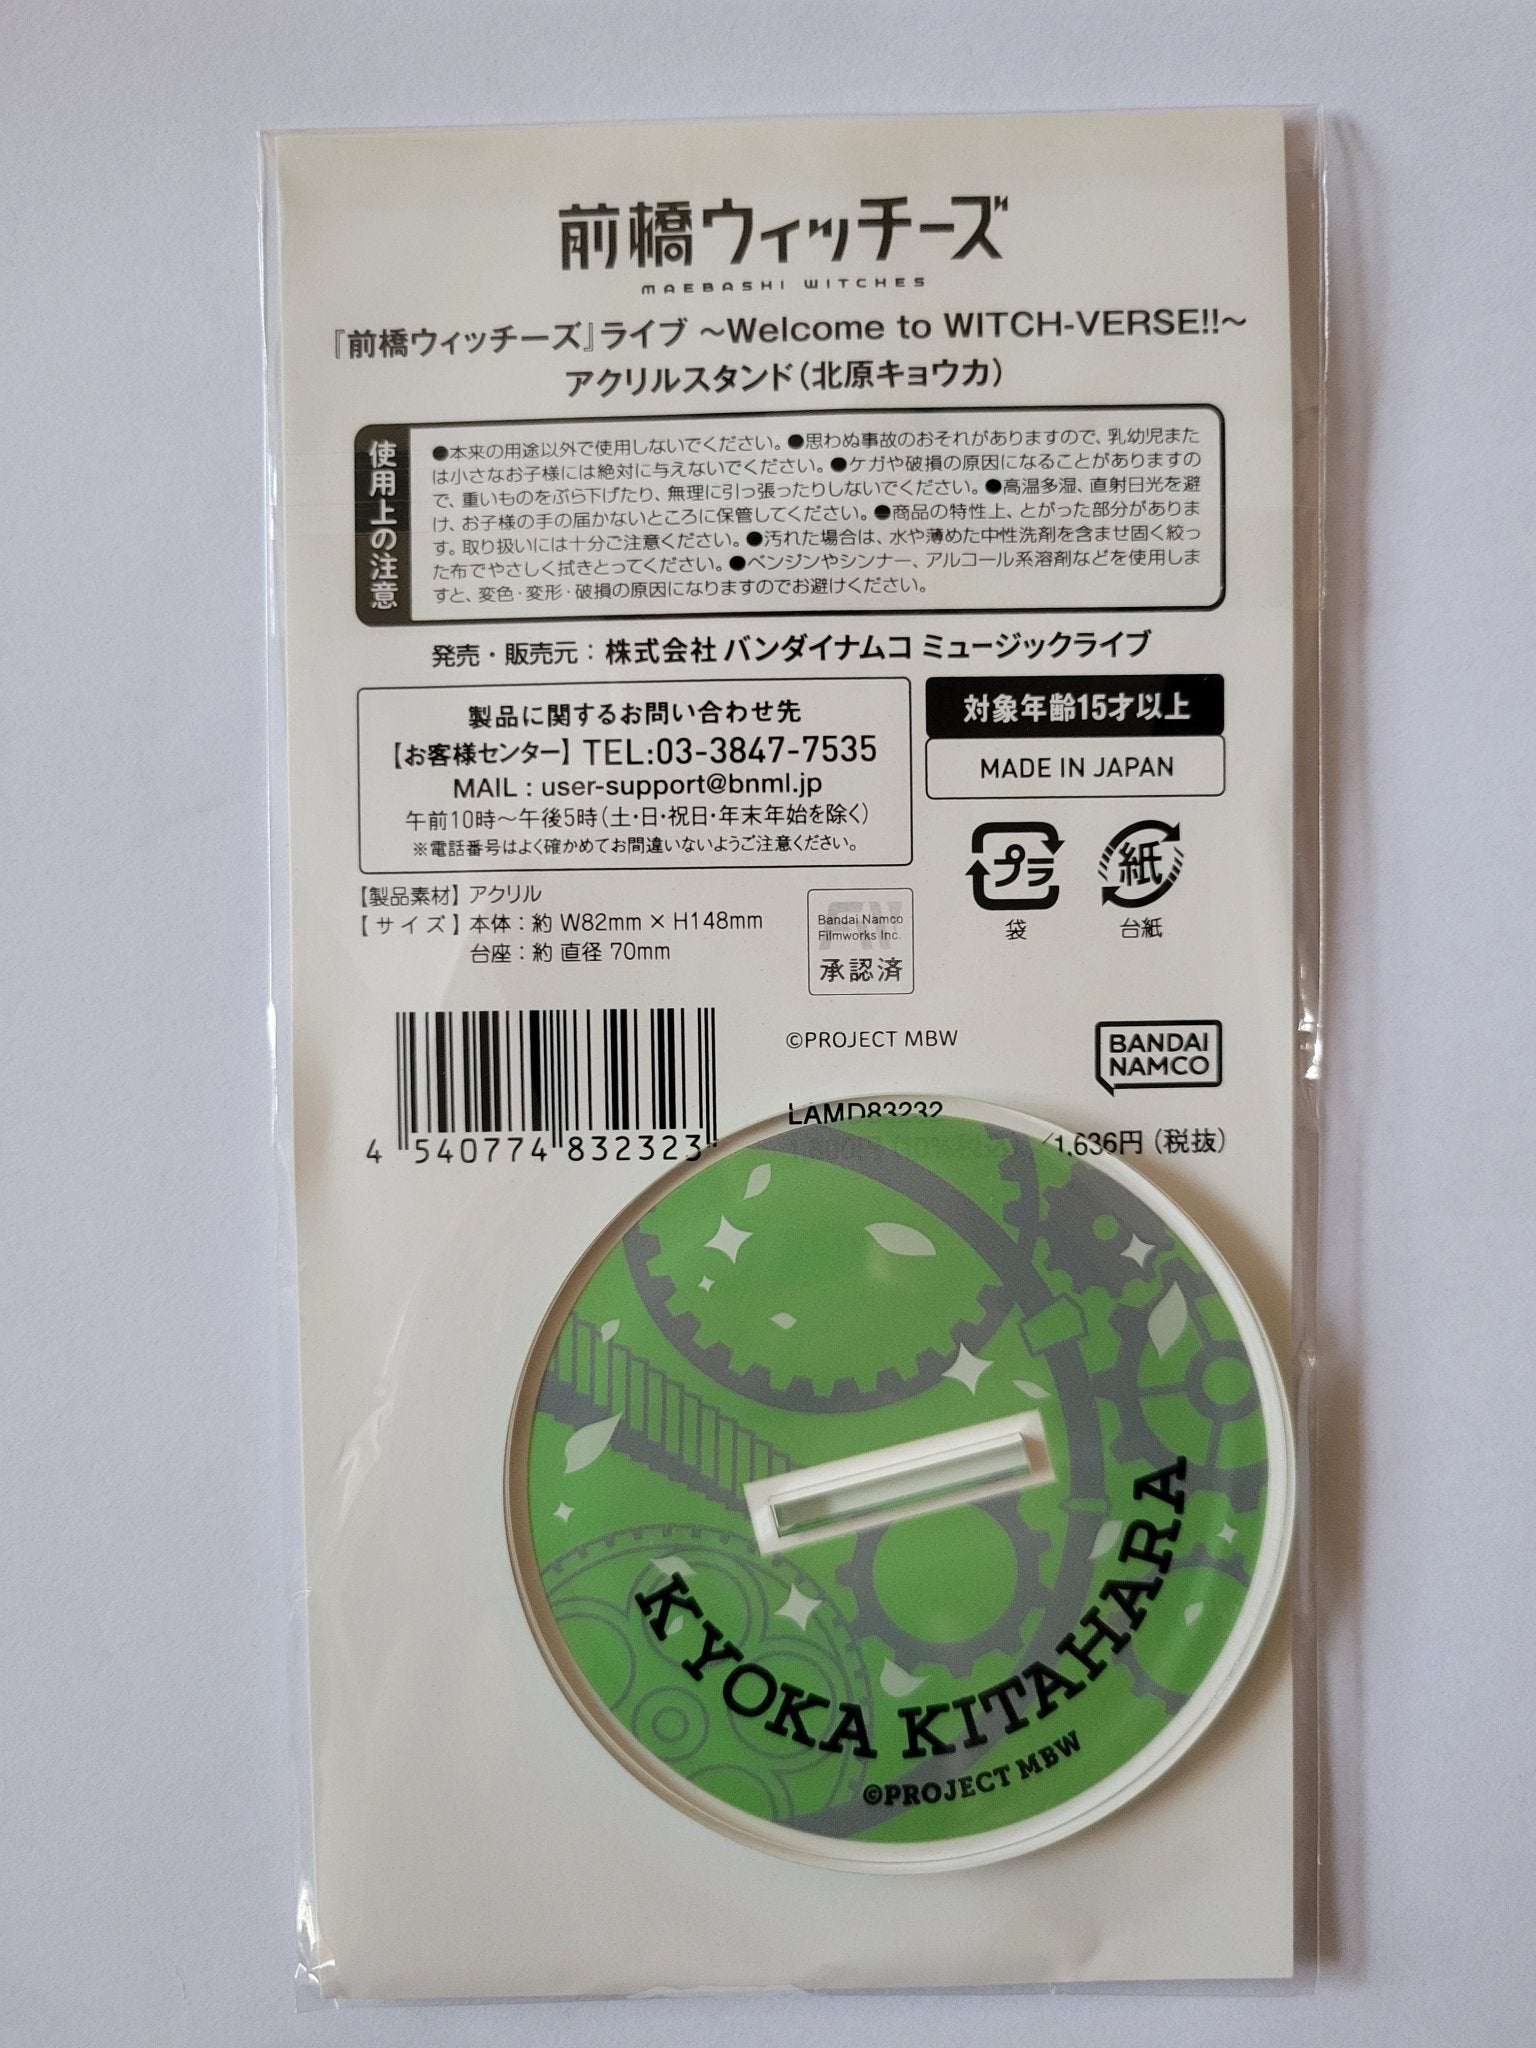 前橋ウィッチーズ
MAEBASHI WITCHES
『前橋ウィッチーズ』ライブ ～Welcome to WITCH-VERSE!!～
アクリルスタンド（北原キョウカ）
使用上の注意
●本来の用途以外で使用しないでください。●思わぬ事故のおそれがありますので、乳幼児また
は小さなお子様には絶対に与えないでください。●ケガや破損の原因になることがありますの
で、重いものをぶら下げたり、無理に引っ張ったりしないでください。●高温多湿、直射日光を避
け、お子様の手の届かないところに保管してください。●商品の特性上、とがった部分がありま
す。取り扱いには十分ご注意ください。●汚れた場合は、水や薄めた中性洗剤を含ませ固く絞っ
た布でやさしく拭きとってください。●ベンジンやシンナー、アルコール系溶剤などを使用しま
すと、変色・変形・破損の原因になりますのでお避けください。
発売・販売元：株式会社 バンダイナムコ ミュージックライブ
製品に関するお問い合わせ先
【お客様センター】TEL:03-3847-7535
MAIL : user-support@bnml.jp
午前10時～午後5時（土・日・祝日・年末年始を除く）
※電話番号はよく確かめてお間違いないようご注意ください。
対象年齢15才以上
MADE IN JAPAN
プラ
袋
紙
台紙
【製品素材】アクリル
【サイズ】本体：約 W82mm × H148mm
台座：約 直径 70mm
Bandai Namco
Filmworks Inc.
承認済
©PROJECT MBW
BANDAI
NAMCO
LAMD83232
/1,636円（税抜）
4 540774 832323
KYOKA KITAHARA
©PROJECT MBW